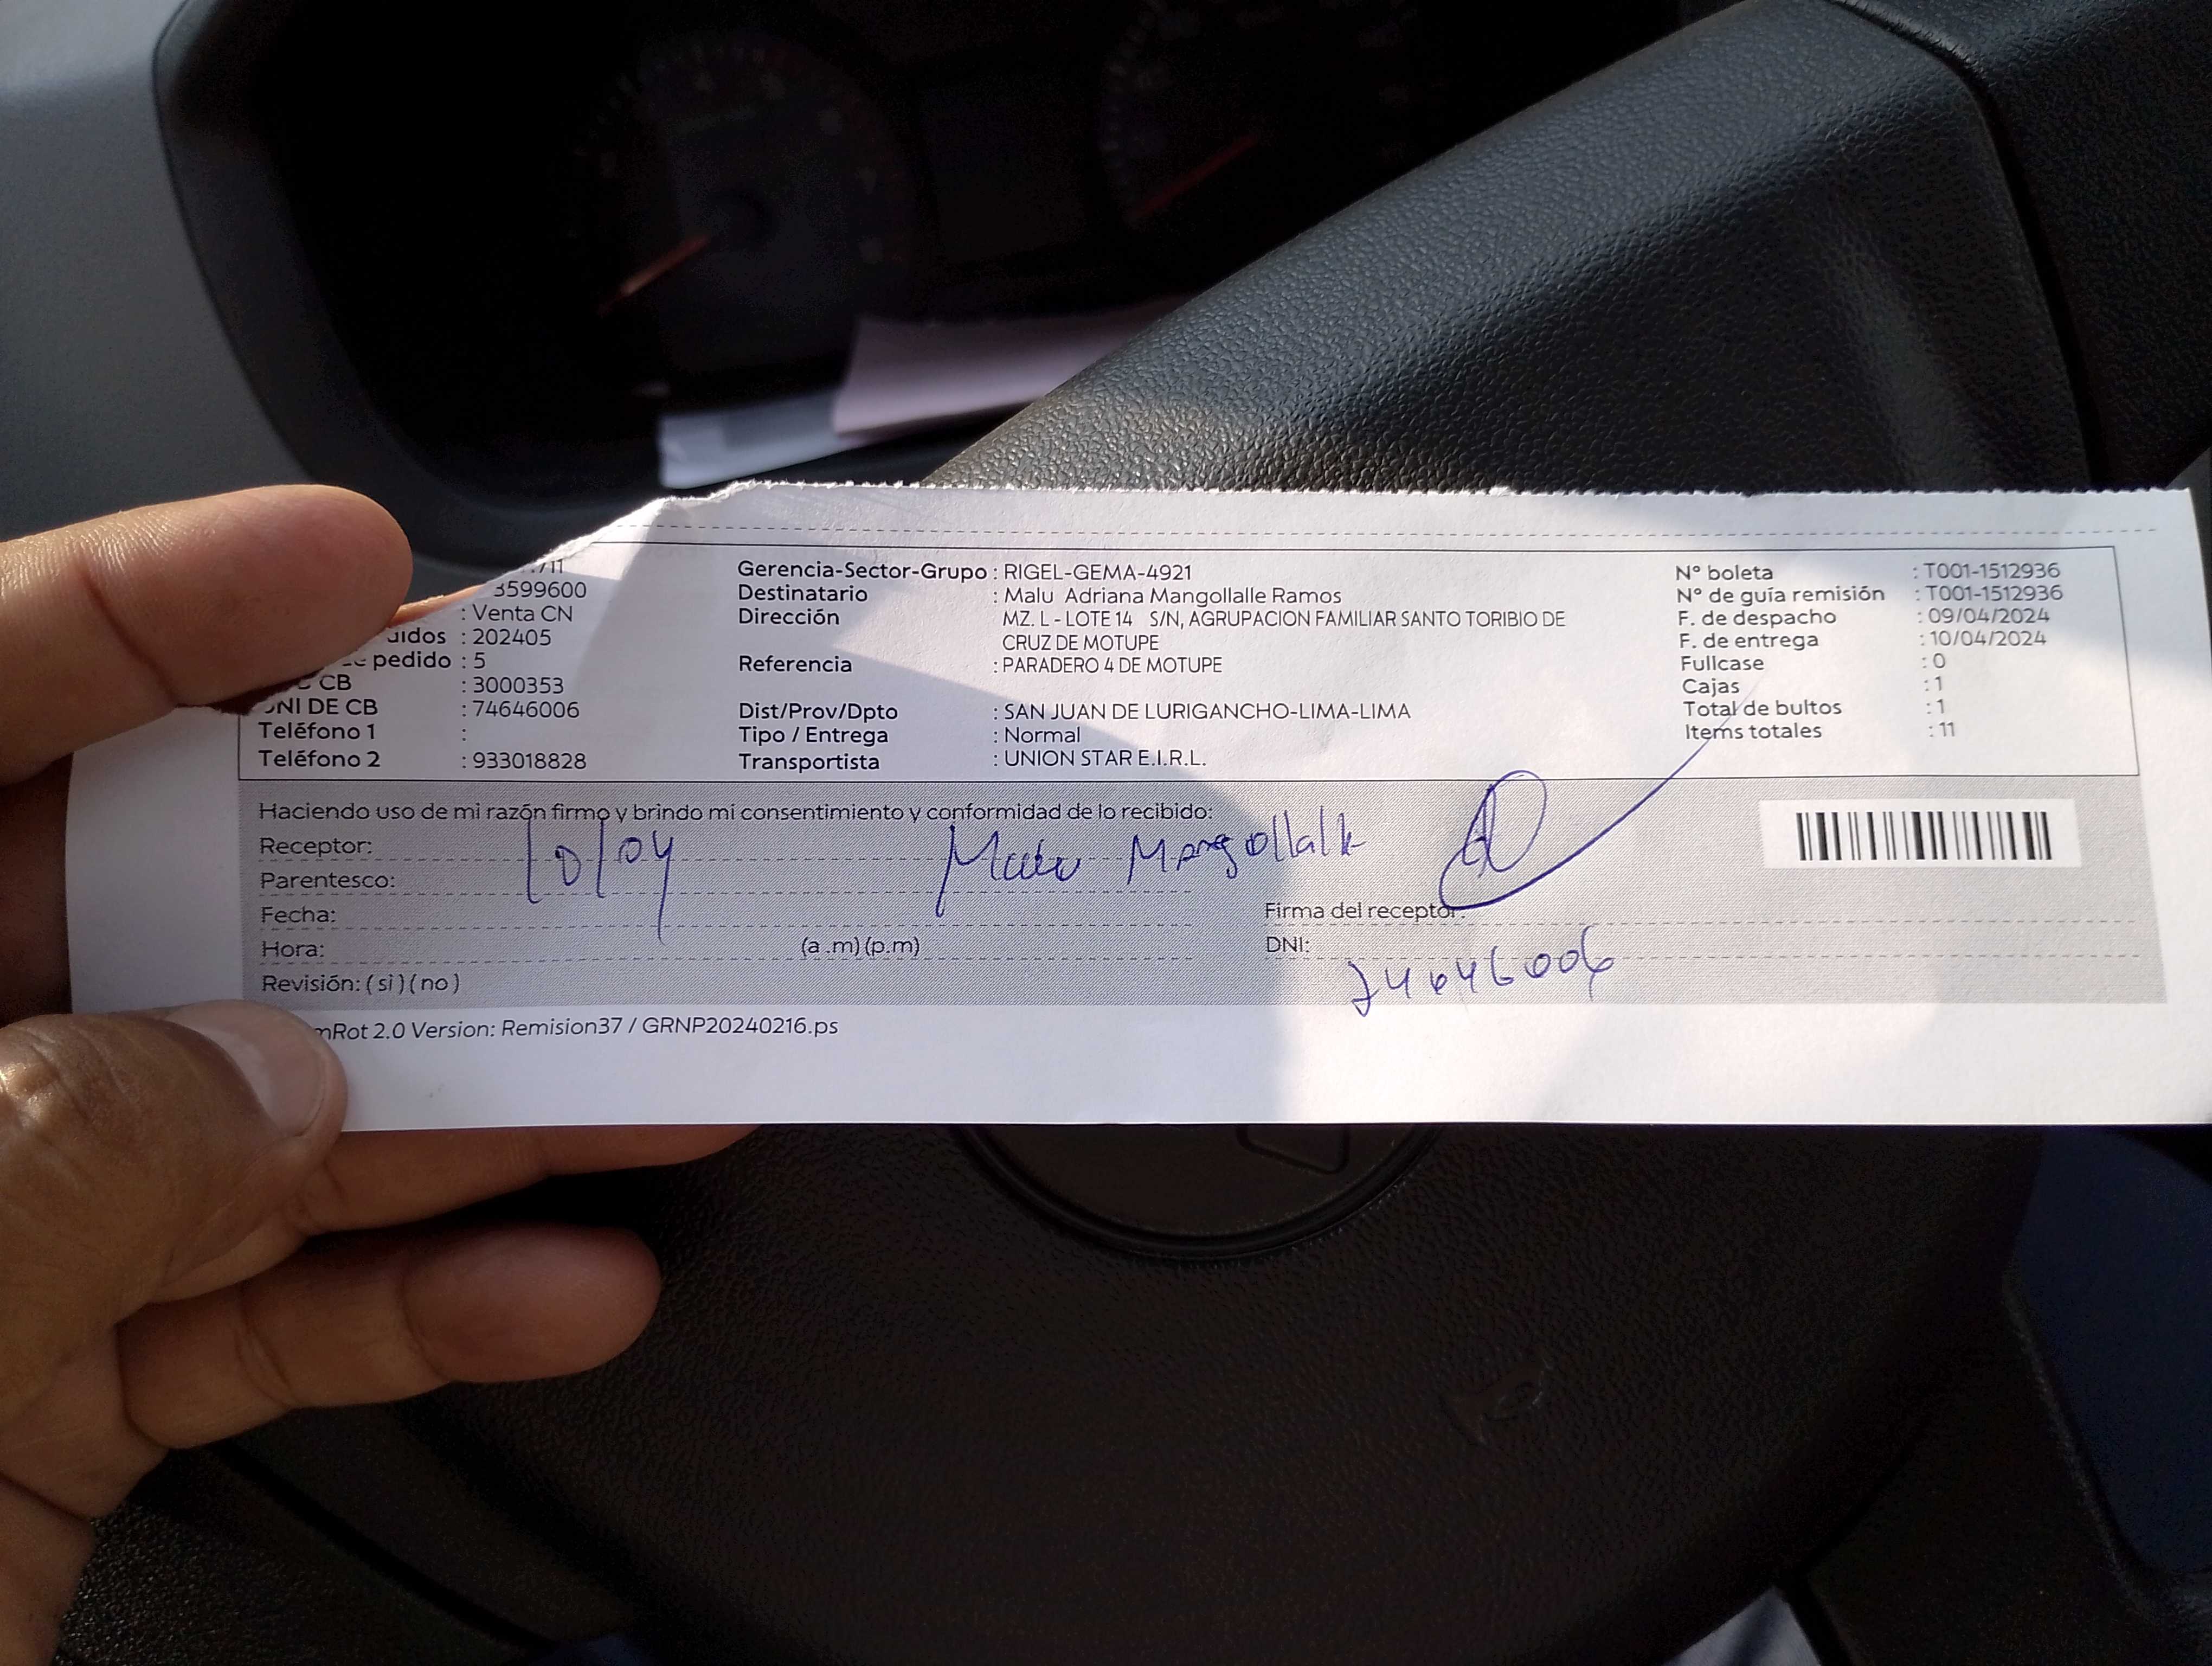 3599600
: Venta CN
: 202405
pedido : 5
CB : 3000353
DNI DE CB : 74646006
Teléfono 1 :
Teléfono 2 : 933018828
Gerencia-Sector-Grupo : RIGEL-GEMA-4921
Destinatario : Malu Adriana Mangollalle Ramos
Dirección : MZ. L - LOTE 14 S/N, AGRUPACION FAMILIAR SANTO TORIBIO DE
CRUZ DE MOTUPE
Referencia : PARADERO 4 DE MOTUPE
Dist/Prov/Dpto : SAN JUAN DE LURIGANCHO-LIMA-LIMA
Tipo / Entrega : Normal
Transportista : UNION STAR E.I.R.L.
N° boleta : T001-1512936
N° de guía remisión : T001-1512936
F. de despacho : 09/04/2024
F. de entrega : 10/04/2024
Fullcase : 0
Cajas : 1
Total de bultos : 1
Items totales : 11
Haciendo uso de mi razón firmo y brindo mi consentimiento y conformidad de lo recibido:
Receptor: 10/04 Malu Mangollalle
Parentesco:
Fecha:
Firma del receptor:
Hora: (a .m) (p.m)
DNI: 74646006
Revisión: ( si ) ( no )
mRot 2.0 Version: Remision37 / GRNP20240216.ps